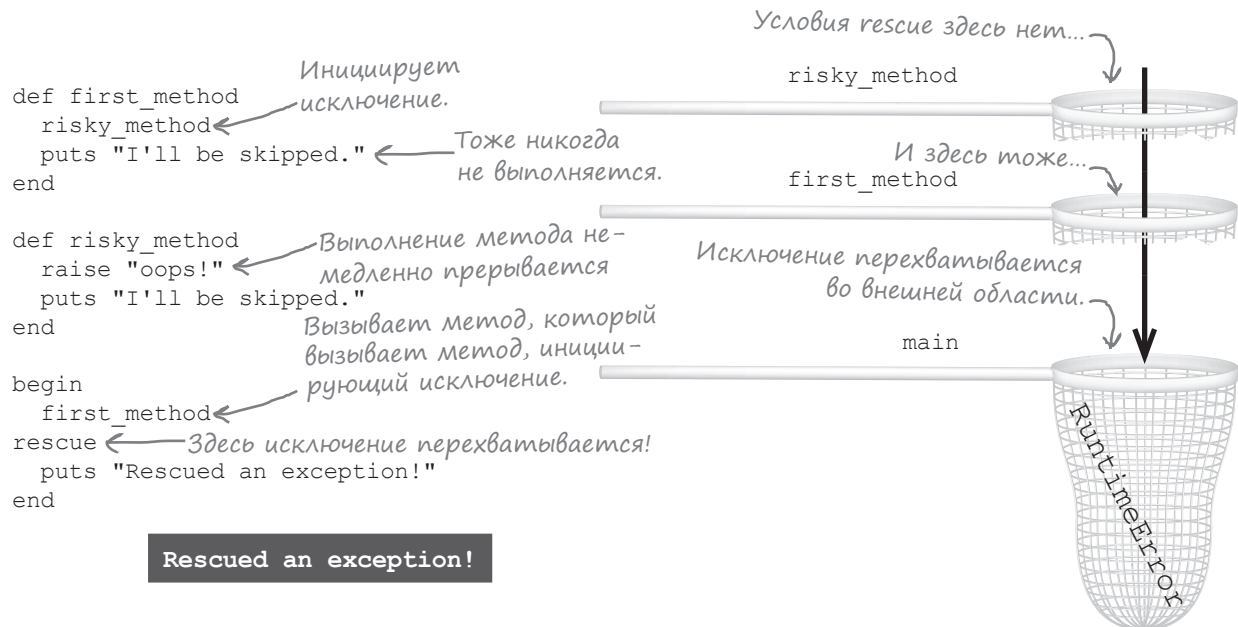 def first_method
  risky_method
  puts "I'll be skipped."
end
Инициирует
исключение.
Тоже никогда
не выполняется.
def risky_method
  raise "oops!"
  puts "I'll be skipped."
end
Выполнение метода не-
медленно прерывается
begin
  first_method
rescue
  puts "Rescued an exception!"
end
Вызывает метод, который
вызывает метод, иниции-
рующий исключение.
Здесь исключение перехватывается!
Rescued an exception!
Условия rescue здесь нет...
risky_method
И здесь тоже...
first_method
Исключение перехватывается
во внешней области.
main
RuntimeError